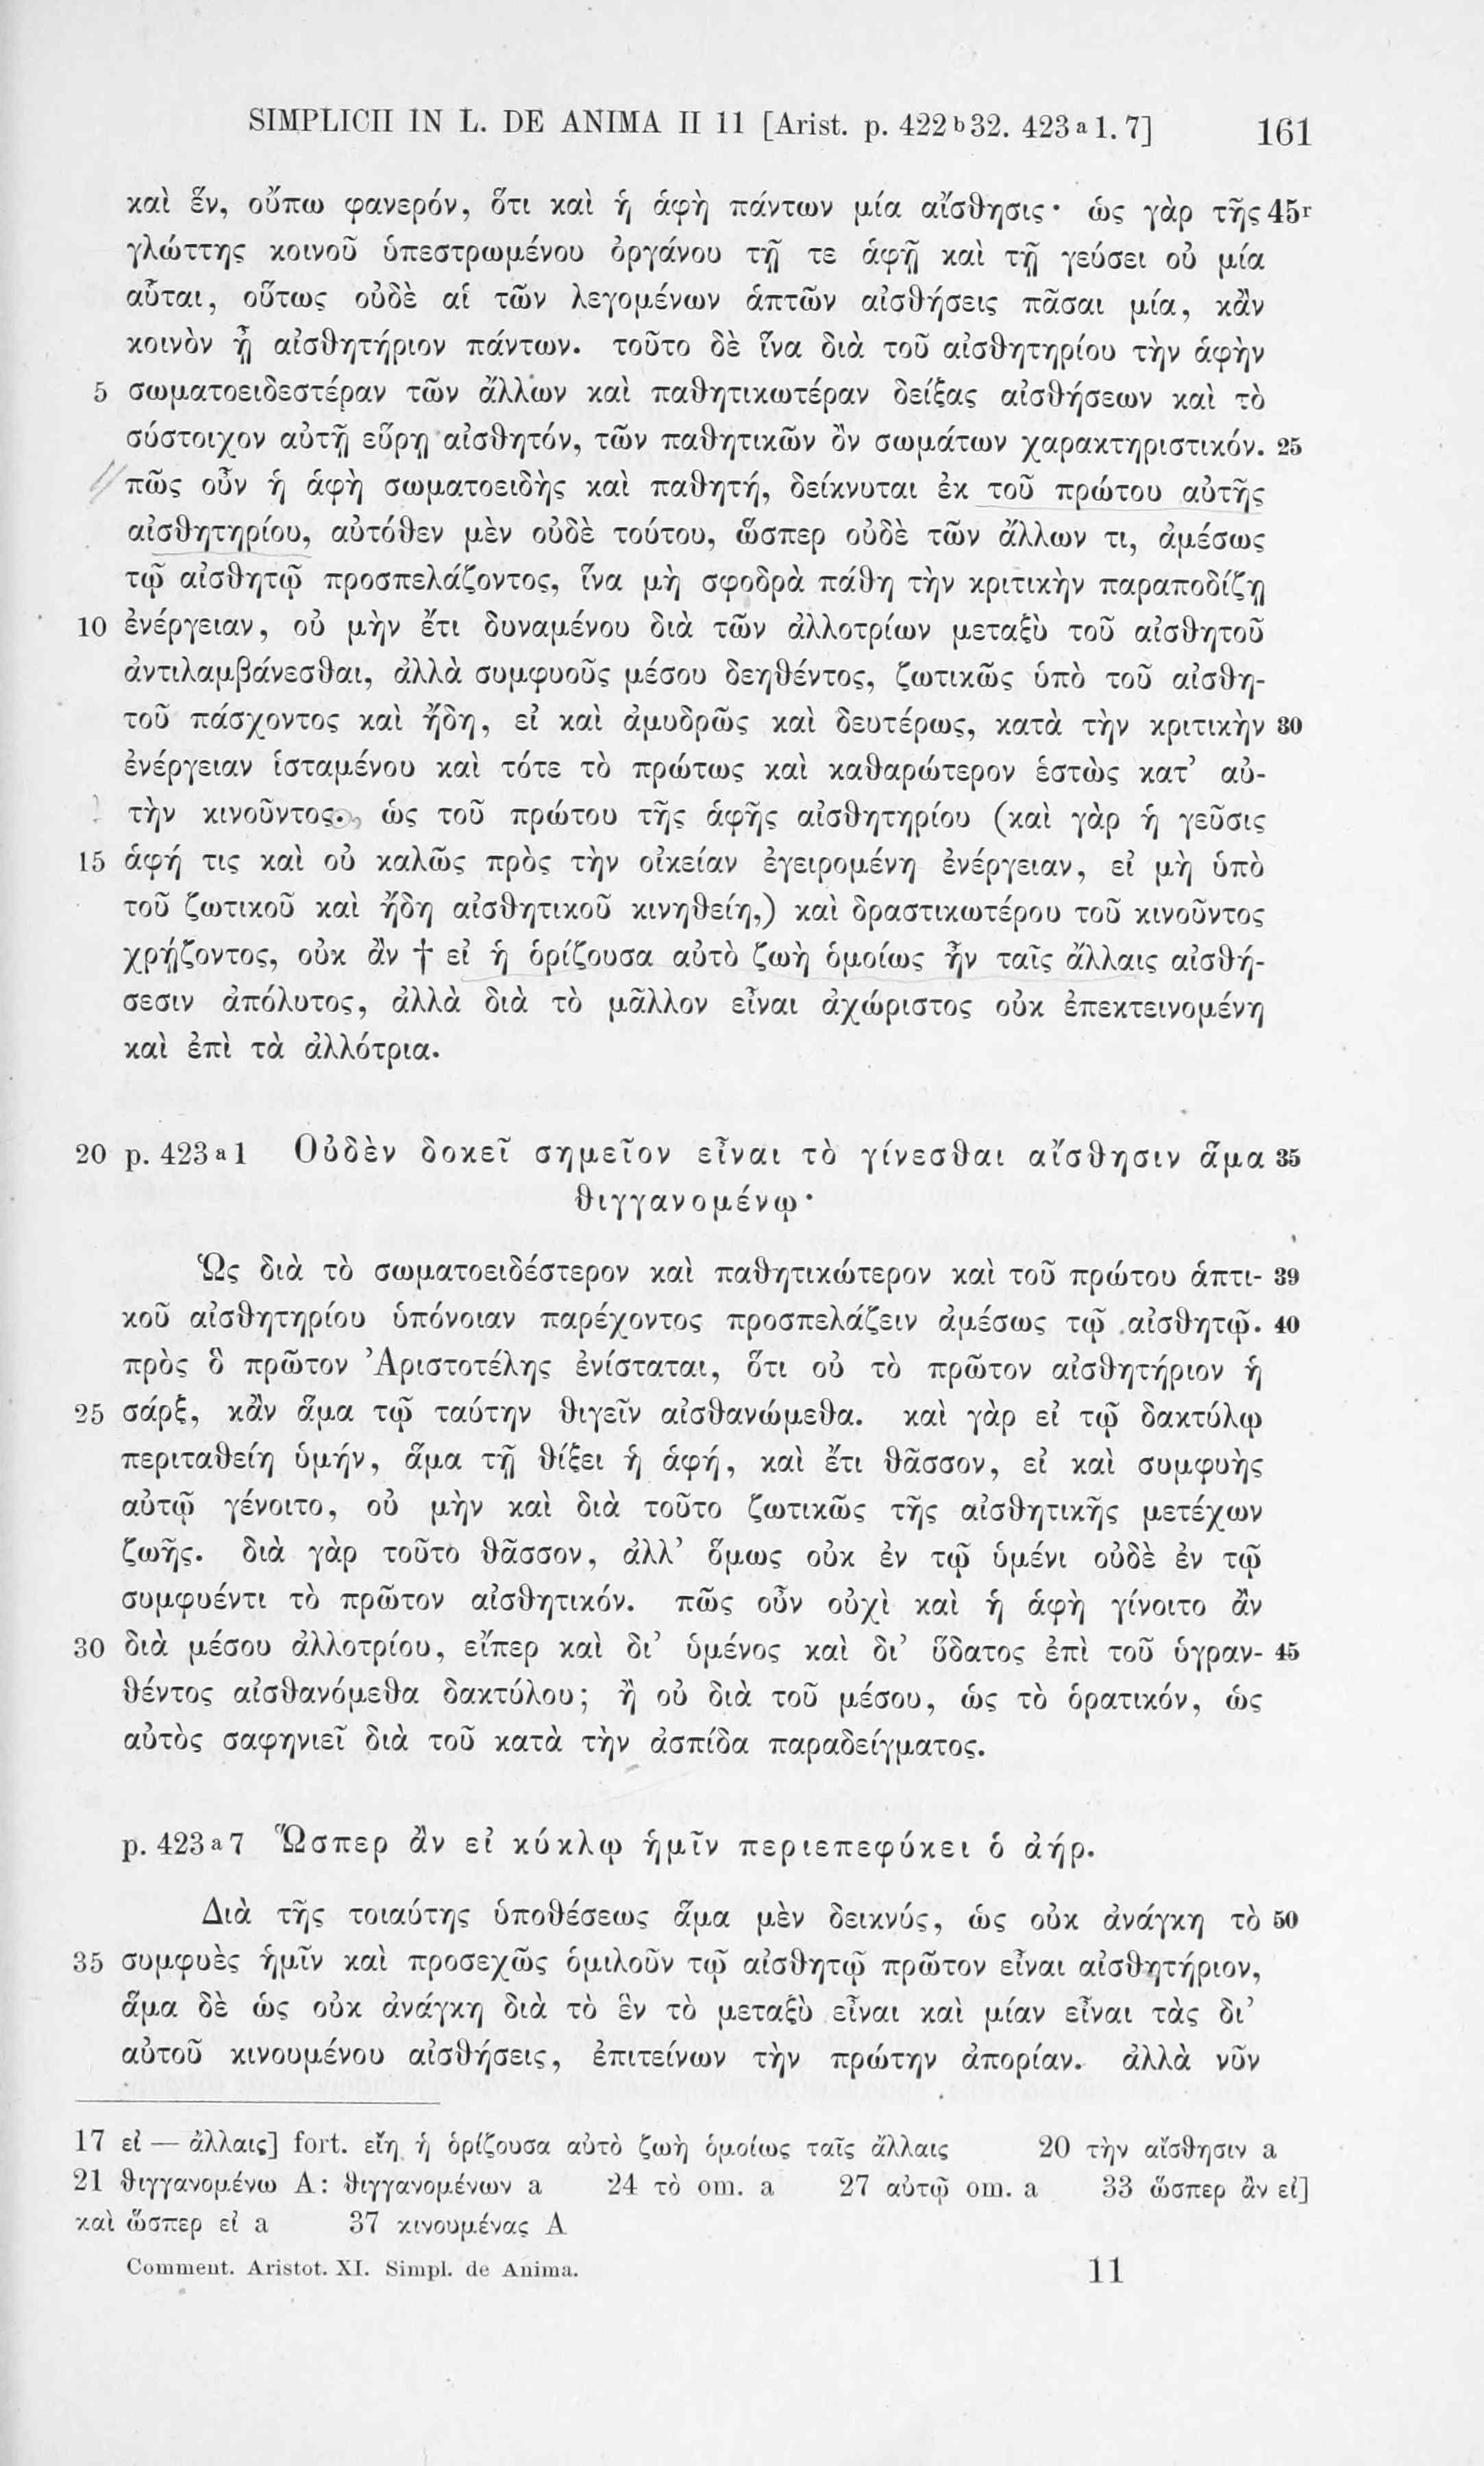 SIMPLICII IN L. DE ANIMA II 11 [Arist. p. 422 b 32. 423 a 1. 7] 161
καὶ ἕν, οὔπω φανερόν, ὅτι καὶ ἡ ἁφὴ πάντων μία αἴσθησις· ὡς γὰρ τῆς 45r
γλώττης κοινοῦ ὑπεστρωμένου ὀργάνου τῇ τε ἁφῇ καὶ τῇ γεύσει οὐ μία
αὗται, οὕτως οὐδὲ αἱ τῶν λεγομένων ἁπτῶν αἰσθήσεις πᾶσαι μία, κἂν
κοινὸν ᾖ αἰσθητήριον πάντων. τοῦτο δὲ ἵνα διὰ τοῦ αἰσθητηρίου τὴν ἁφὴν
5 σωματοειδεστέραν τῶν ἄλλων καὶ παθητικωτέραν δείξας αἰσθήσεων καὶ τὸ
σύστοιχον αὐτῇ εὕρῃ αἰσθητόν, τῶν παθητικῶν ὂν σωμάτων χαρακτηριστικόν. 25
πῶς οὖν ἡ ἁφὴ σωματοειδὴς καὶ παθητή, δείκνυται ἐκ τοῦ πρώτου αὐτῆς
αἰσθητηρίου, αὐτόθεν μὲν οὐδὲ τούτου, ὥσπερ οὐδὲ τῶν ἄλλων τι, ἀμέσως
τῷ αἰσθητῷ προσπελάζοντος, ἵνα μὴ σφοδρὰ πάθη τὴν κριτικὴν παραποδίζῃ
10 ἐνέργειαν, οὐ μὴν ἔτι δυναμένου διὰ τῶν ἀλλοτρίων μεταξὺ τοῦ αἰσθητοῦ
ἀντιλαμβάνεσθαι, ἀλλὰ συμφυοῦς μέσου δεηθέντος, ζωτικῶς ὑπὸ τοῦ αἰσθη-
τοῦ πάσχοντος καὶ ἤδη, εἰ καὶ ἀμυδρῶς καὶ δευτέρως, κατὰ τὴν κριτικὴν 30
ἐνέργειαν ἱσταμένου καὶ τότε τὸ πρώτως καὶ καθαρώτερον ἑστὼς κατ’ αὐ-
τὴν κινοῦντος., ὡς τοῦ πρώτου τῆς ἁφῆς αἰσθητηρίου (καὶ γὰρ ἡ γεῦσις
15 ἁφή τις καὶ οὐ καλῶς πρὸς τὴν οἰκείαν ἐγειρομένη ἐνέργειαν, εἰ μὴ ὑπὸ
τοῦ ζωτικοῦ καὶ ἤδη αἰσθητικοῦ κινηθείη,) καὶ δραστικωτέρου τοῦ κινοῦντος
χρῄζοντος, οὐκ ἂν † εἰ ἡ ὁρίζουσα αὐτὸ ζωὴ ὁμοίως ἦν ταῖς ἄλλαις αἰσθή-
σεσιν ἀπόλυτος, ἀλλὰ διὰ τὸ μᾶλλον εἶναι ἀχώριστος οὐκ ἐπεκτεινομένη
καὶ ἐπὶ τὰ ἀλλότρια.
20 p. 423 a 1 Οὐδὲν δοκεῖ σημεῖον εἶναι τὸ γίνεσθαι αἴσθησιν ἅμα 35
θιγγανομένῳ·
Ὡς διὰ τὸ σωματοειδέστερον καὶ παθητικώτερον καὶ τοῦ πρώτου ἁπτι- 39
κοῦ αἰσθητηρίου ὑπόνοιαν παρέχοντος προσπελάζειν ἀμέσως τῷ αἰσθητῷ. 40
πρὸς ὃ πρῶτον Ἀριστοτέλης ἐνίσταται, ὅτι οὐ τὸ πρῶτον αἰσθητήριον ἡ
25 σάρξ, κἂν ἅμα τῷ ταύτην θιγεῖν αἰσθανώμεθα. καὶ γὰρ εἰ τῷ δακτύλῳ
περιταθείη ὑμήν, ἅμα τῇ θίξει ἡ ἁφή, καὶ ἔτι θᾶσσον, εἰ καὶ συμφυὴς
αὐτῷ γένοιτο, οὐ μὴν καὶ διὰ τοῦτο ζωτικῶς τῆς αἰσθητικῆς μετέχων
ζωῆς. διὰ γὰρ τοῦτο θᾶσσον, ἀλλ’ ὅμως οὐκ ἐν τῷ ὑμένι οὐδὲ ἐν τῷ
συμφυέντι τὸ πρῶτον αἰσθητικόν. πῶς οὖν οὐχὶ καὶ ἡ ἁφὴ γίνοιτο ἂν
30 διὰ μέσου ἀλλοτρίου, εἴπερ καὶ δι’ ὑμένος καὶ δι’ ὕδατος ἐπὶ τοῦ ὑγραν- 45
θέντος αἰσθανόμεθα δακτύλου; ἢ οὐ διὰ τοῦ μέσου, ὡς τὸ ὁρατικόν, ὡς
αὐτὸς σαφηνιεῖ διὰ τοῦ κατὰ τὴν ἀσπίδα παραδείγματος.
p. 423 a 7 Ὥσπερ ἂν εἰ κύκλῳ ἡμῖν περιεπεφύκει ὁ ἀήρ.
Διὰ τῆς τοιαύτης ὑποθέσεως ἅμα μὲν δεικνύς, ὡς οὐκ ἀνάγκη τὸ 50
35 συμφυὲς ἡμῖν καὶ προσεχῶς ὁμιλοῦν τῷ αἰσθητῷ πρῶτον εἶναι αἰσθητήριον,
ἅμα δὲ ὡς οὐκ ἀνάγκη διὰ τὸ ἓν τὸ μεταξὺ εἶναι καὶ μίαν εἶναι τὰς δι’
αὐτοῦ κινουμένου αἰσθήσεις, ἐπιτείνων τὴν πρώτην ἀπορίαν. ἀλλὰ νῦν
17 εἰ — ἄλλαις] fort. εἴη ἡ ὁρίζουσα αὐτὸ ζωὴ ὁμοίως ταῖς ἄλλαις 20 τὴν αἴσθησιν a
21 θιγγανομένω A: θιγγανομένων a 24 τὸ om. a 27 αὐτῷ om. a 33 ὥσπερ ἂν εἰ]
καὶ ὥσπερ εἰ a 37 κινουμένας A
Comment. Aristot. XI. Simpl. de Anima. 11